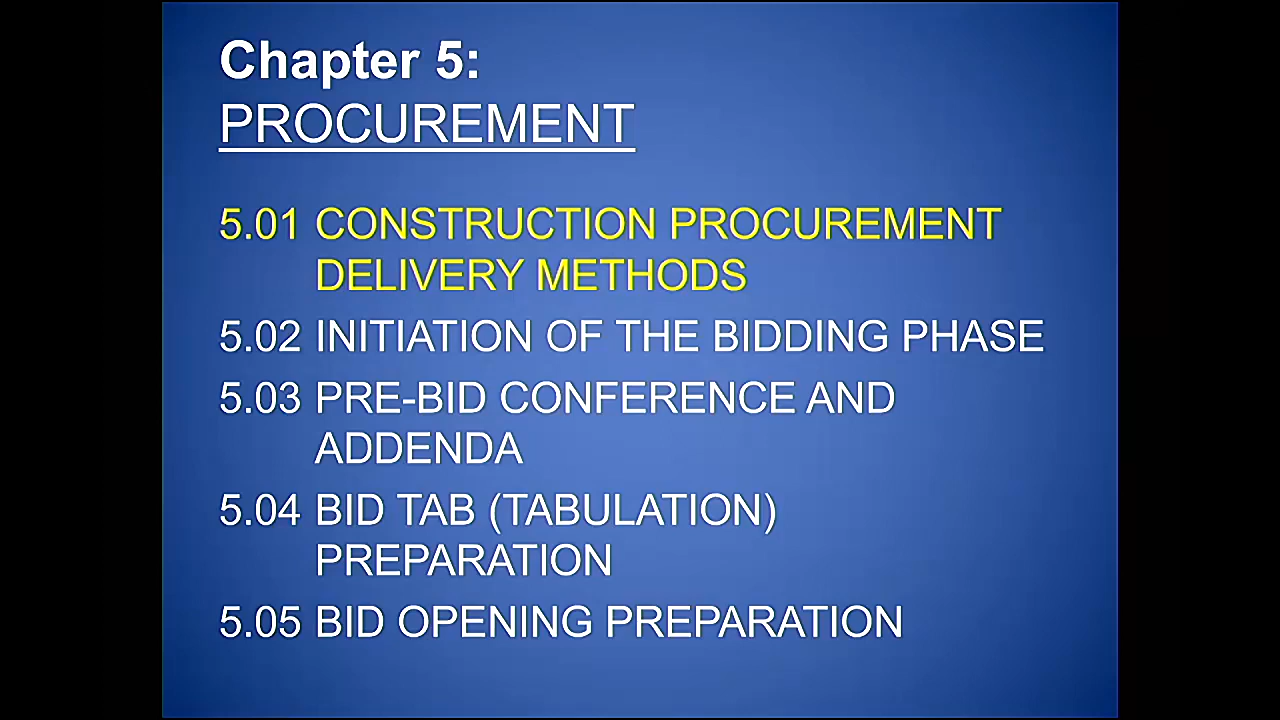 Chapter 5:
PROCUREMENT
5.01 CONSTRUCTION PROCUREMENT
DELIVERY METHODS
5.02 INITIATION OF THE BIDDING PHASE
5.03 PRE-BID CONFERENCE AND
ADDENDA
5.04 BID TAB (TABULATION)
PREPARATION
5.05 BID OPENING PREPARATION